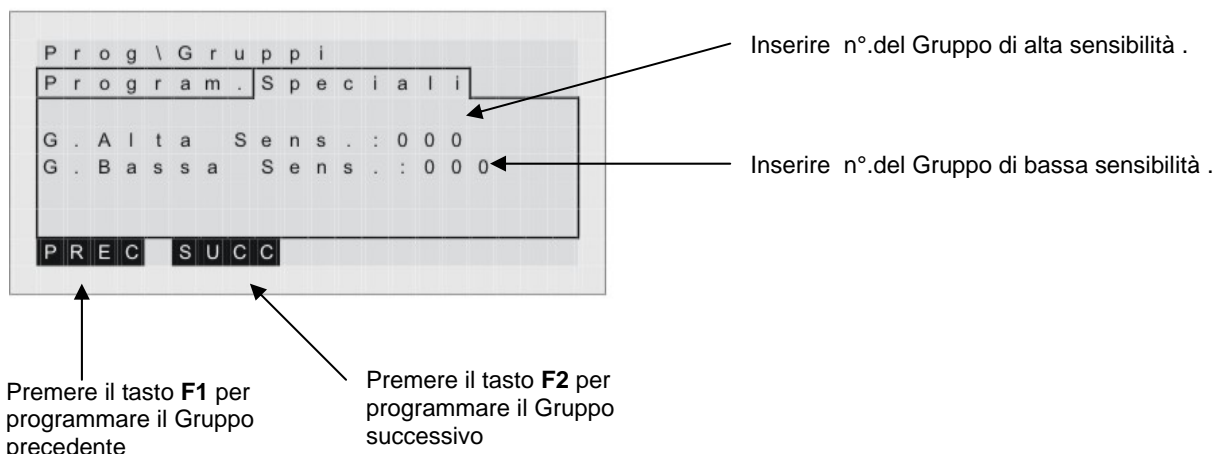 Prog\Gruppi
Program. Speciali
G.Alta Sens.:000
G.Bassa Sens.:000
PREC SUCC
Inserire n°.del Gruppo di alta sensibilità .
Inserire n°.del Gruppo di bassa sensibilità .
Premere il tasto F1 per
programmare il Gruppo
precedente
Premere il tasto F2 per
programmare il Gruppo
successivo